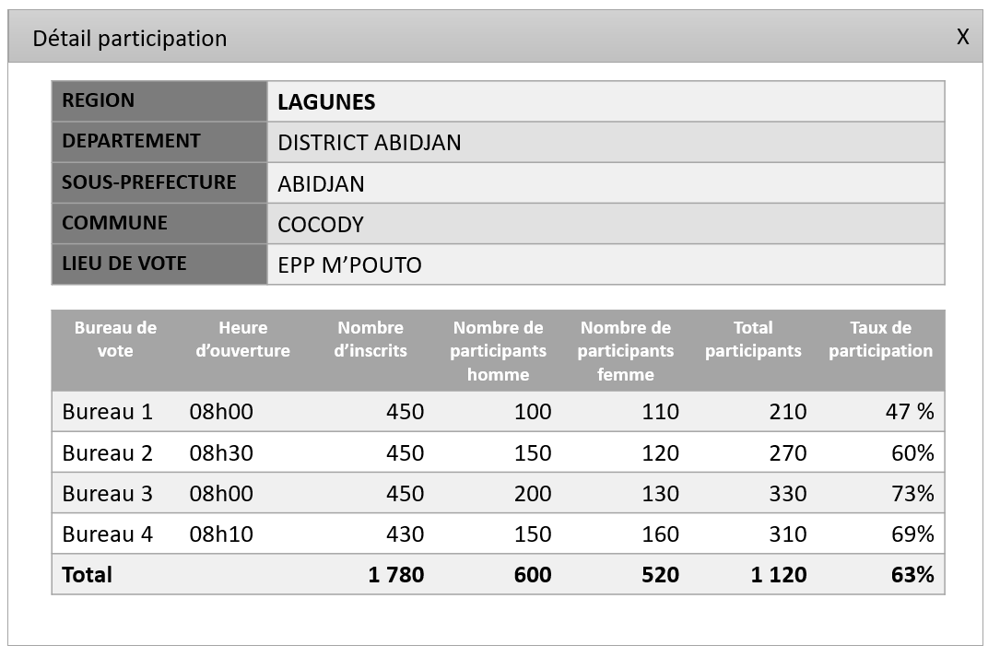 Détail participation X
REGION LAGUNES
DEPARTEMENT DISTRICT ABIDJAN
SOUS-PREFECTURE ABIDJAN
COMMUNE COCODY
LIEU DE VOTE EPP M’POUTO
Bureau de Heure Nombre Nombre de Nombre de Total Taux de
vote d’ouverture d’inscrits participants participants participants participation
homme femme
Bureau 1 08h00 450 100 110 210 47 %
Bureau 2 08h30 450 150 120 270 60%
Bureau 3 08h00 450 200 130 330 73%
Bureau 4 08h10 430 150 160 310 69%
Total 1 780 600 520 1 120 63%